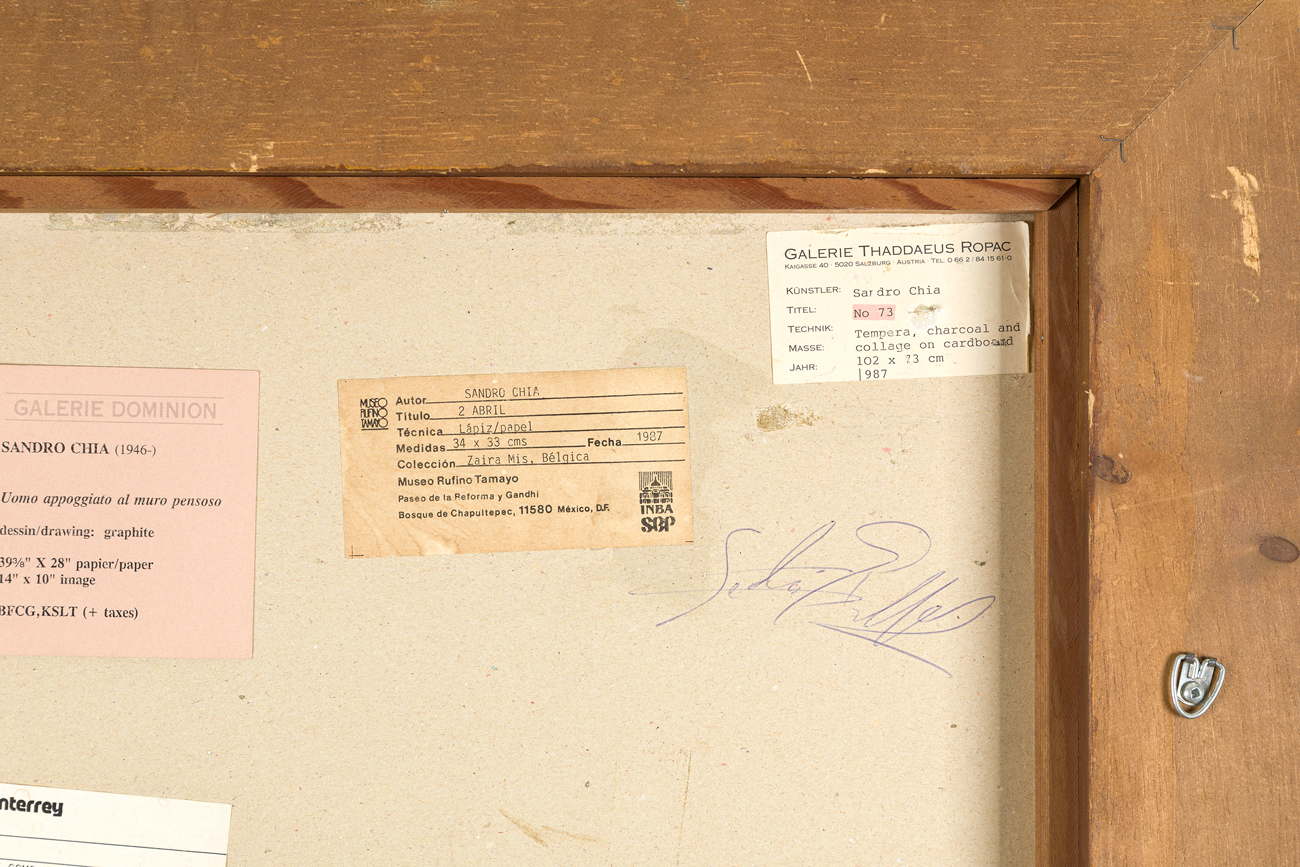 GALERIE THADDAEUS ROPAC
KAIGASSE 40 · 5020 SALZBURG · AUSTRIA · TEL. 0 66 2 / 84 15 61-0
KÜNSTLER: Sandro Chia
TITEL: No 73
TECHNIK: Tempera, charcoal and
MASSE: collage on cardboard
102 x 73 cm
JAHR: 1987
GALERIE DOMINION
SANDRO CHIA (1946-)
Uomo appoggiato al muro pensoso
dessin/drawing: graphite
39⅜" X 28" papier/paper
14" x 10" image
BFCG,KSLT (+ taxes)
MUSEO
RUFINO
TAMAYO
Autor SANDRO CHIA
Título 2 ABRIL
Técnica Lápiz/papel
Medidas 34 x 33 cms Fecha 1987
Colección Zaira Mis, Bélgica
Museo Rufino Tamayo
Paseo de la Reforma y Gandhi
Bosque de Chapultepec, 11580 México, D.F.
INBA
SEP
nterrey